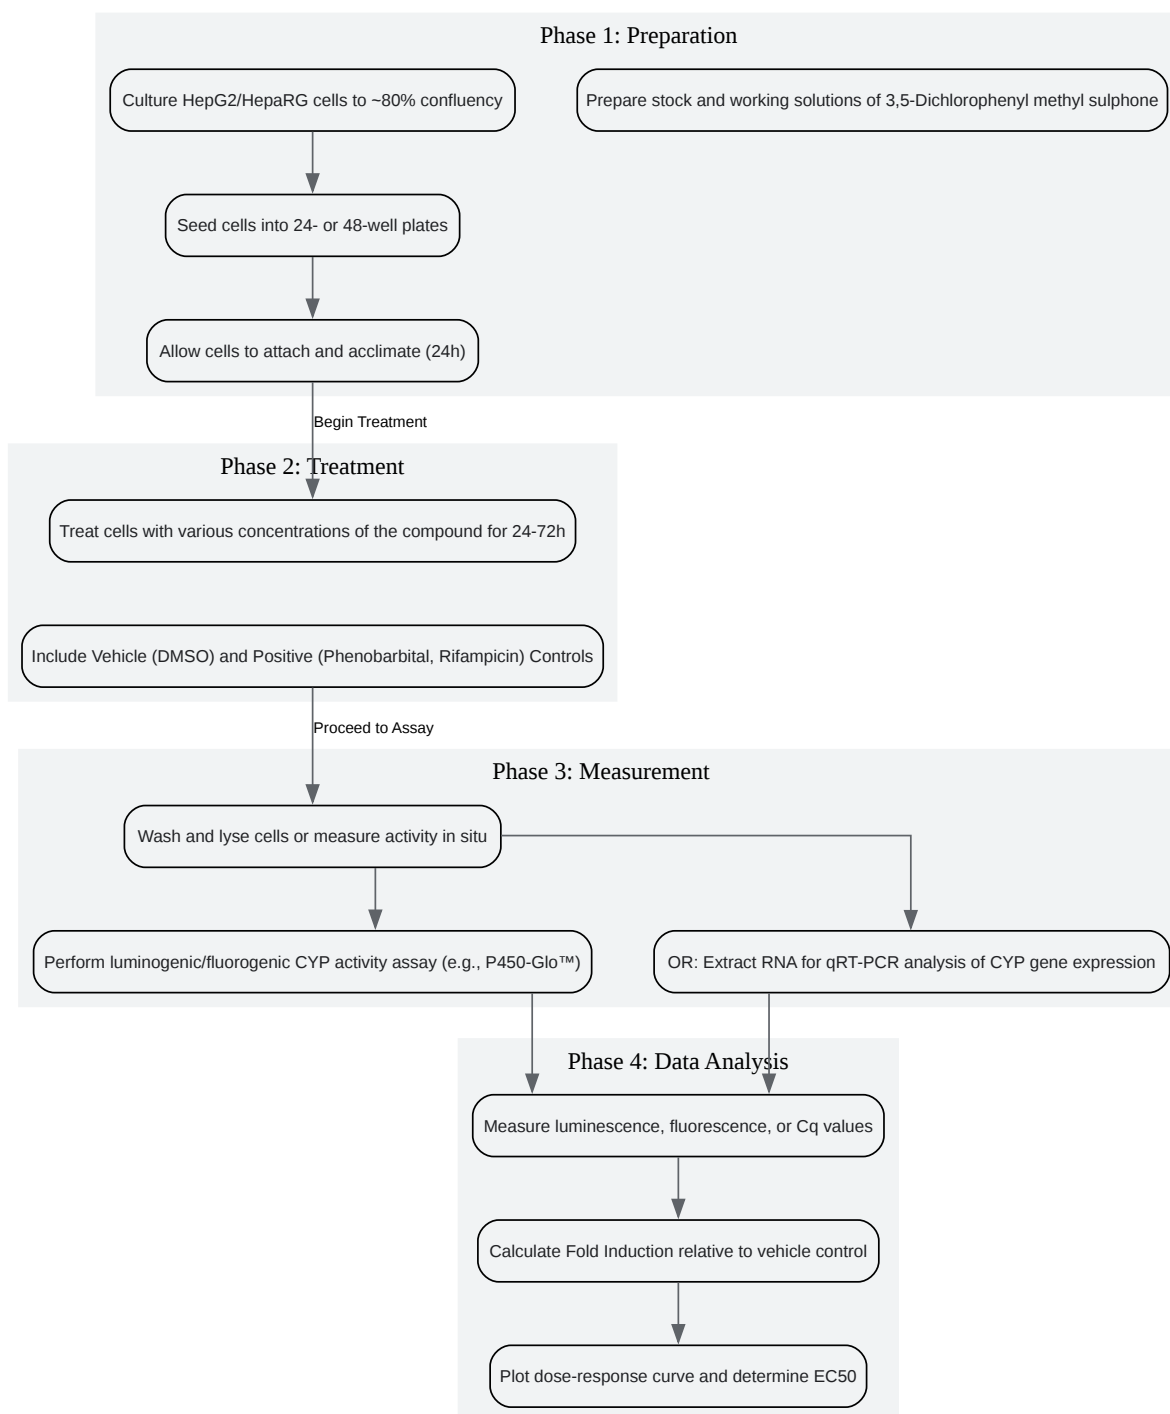 Phase 1: Preparation
Culture HepG2/HepaRG cells to ~80% confluency
Prepare stock and working solutions of 3,5-Dichlorophenyl methyl sulphone
Seed cells into 24- or 48-well plates
Allow cells to attach and acclimate (24h)
Begin Treatment
Phase 2: Treatment
Treat cells with various concentrations of the compound for 24-72h
Include Vehicle (DMSO) and Positive (Phenobarbital, Rifampicin) Controls
Proceed to Assay
Phase 3: Measurement
Wash and lyse cells or measure activity in situ
Perform luminogenic/fluorogenic CYP activity assay (e.g., P450-Glo™)
OR: Extract RNA for qRT-PCR analysis of CYP gene expression
Phase 4: Data Analysis
Measure luminescence, fluorescence, or Cq values
Calculate Fold Induction relative to vehicle control
Plot dose-response curve and determine EC50